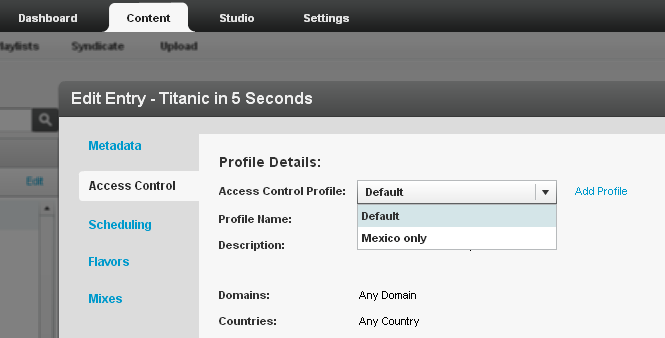 Dashboard Content Studio Settings
laylists Syndicate Upload
Edit Entry - Titanic in 5 Seconds
Metadata
Profile Details:
Edit
Access Control
Access Control Profile: Default Add Profile
Default
Profile Name:
Scheduling
Mexico only
Description:
Flavors
Mixes
Domains: Any Domain
Countries: Any Country